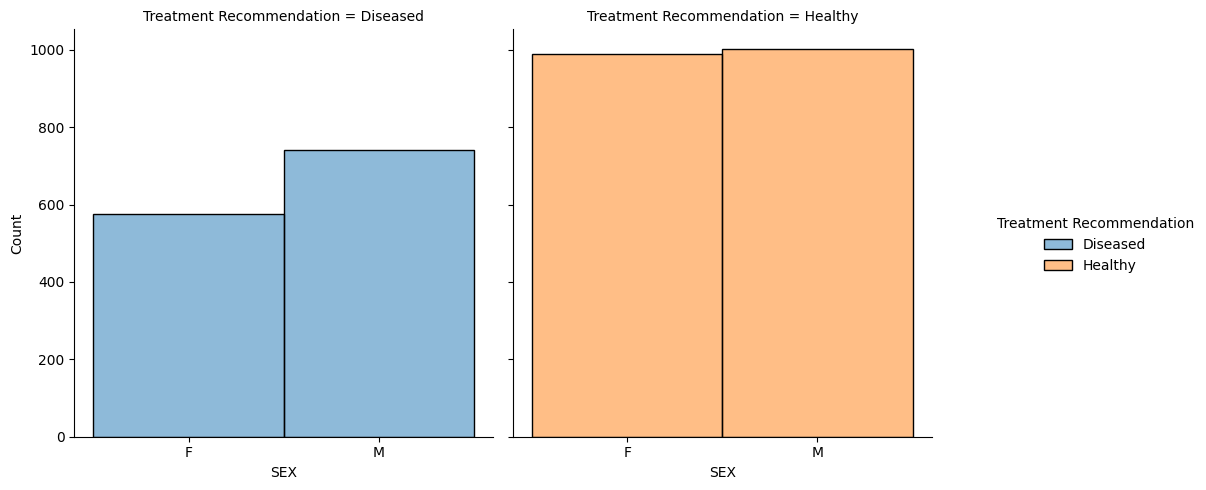 Treatment Recommendation = Diseased
Treatment Recommendation = Healthy
1000
800
600
400
200
0
Count
F
M
SEX
F
M
SEX
Treatment Recommendation
Diseased
Healthy